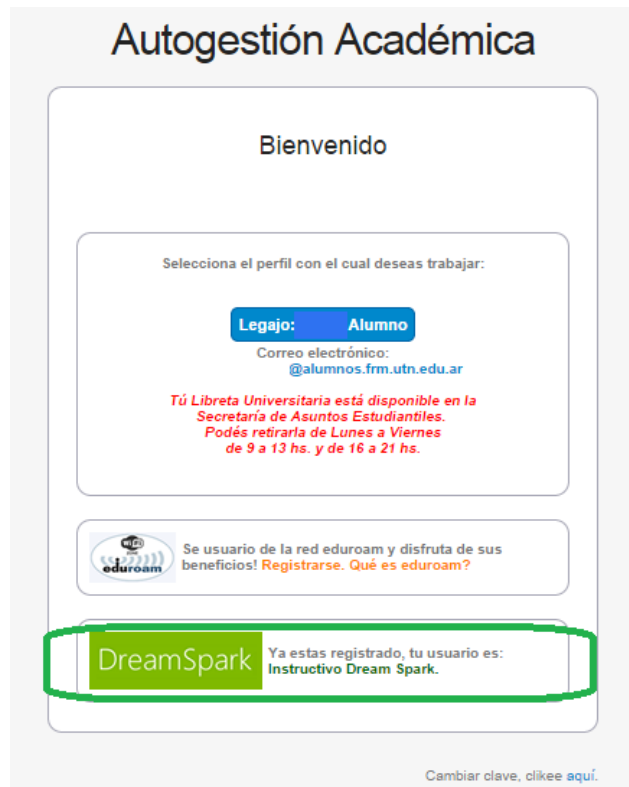 Autogestión Académica
Bienvenido
Selecciona el perfil con el cual deseas trabajar:
Legajo: Alumno
Correo electrónico:
@alumnos.frm.utn.edu.ar
Tú Libreta Universitaria está disponible en la
Secretaría de Asuntos Estudiantiles.
Podés retirarla de Lunes a Viernes
de 9 a 13 hs. y de 16 a 21 hs.
Wi Fi
eduroam
Se usuario de la red eduroam y disfruta de sus
beneficios! Registrarse. Qué es eduroam?
DreamSpark
Ya estas registrado, tu usuario es:
Instructivo Dream Spark.
Cambiar clave, clikee aquí.